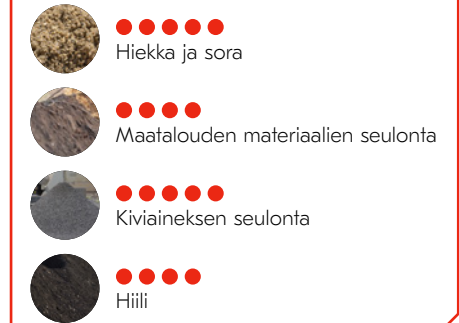 Hiekka ja sora
Maatalouden materiaalien seulonta
Kiviaineksen seulonta
Hiili